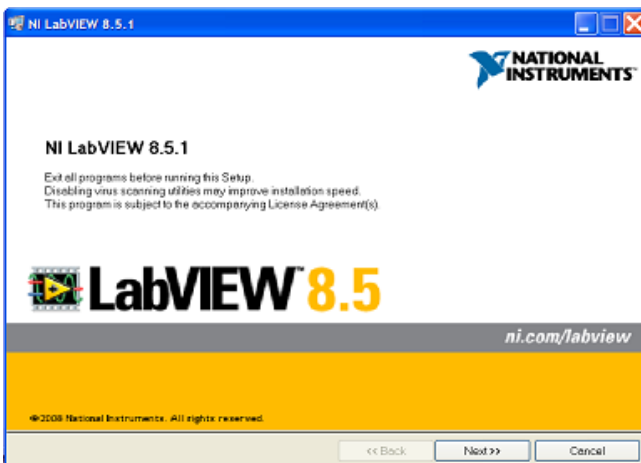 NI LabVIEW 8.5.1
NATIONAL
INSTRUMENTS™
NI LabVIEW 8.5.1
Exit all programs before running this Setup.
Disabling virus scanning utilities may improve installation speed.
This program is subject to the accompanying License Agreement(s).
LabVIEW™ 8.5
ni.com/labview
©2008 National Instruments. All rights reserved.
<< Back
Next >>
Cancel